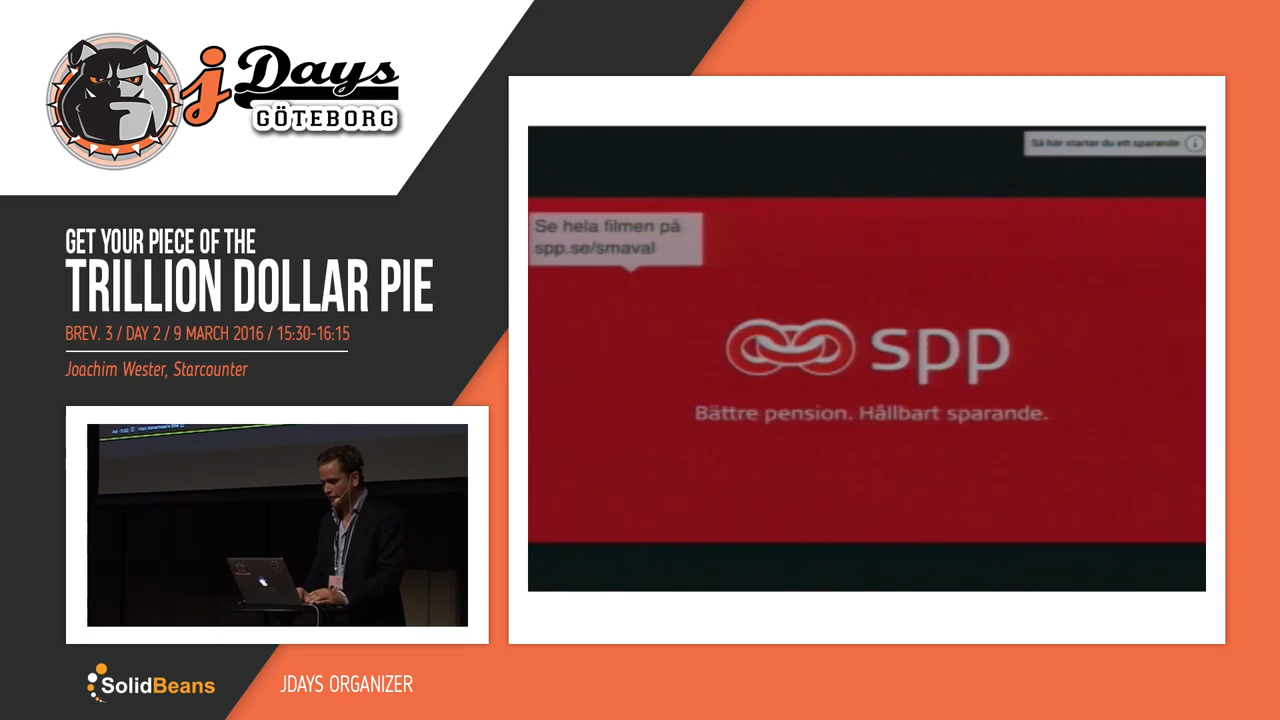 j Days
GÖTEBORG
GET YOUR PIECE OF THE
TRILLION DOLLAR PIE
BREV. 3 / DAY 2 / 9 MARCH 2016 / 15:30-16:15
Joachim Wester, Starcounter
Så här startar du ett sparande
Se hela filmen på
spp.se/smaval
spp
Bättre pension. Hållbart sparande.
SolidBeans
JDAYS ORGANIZER